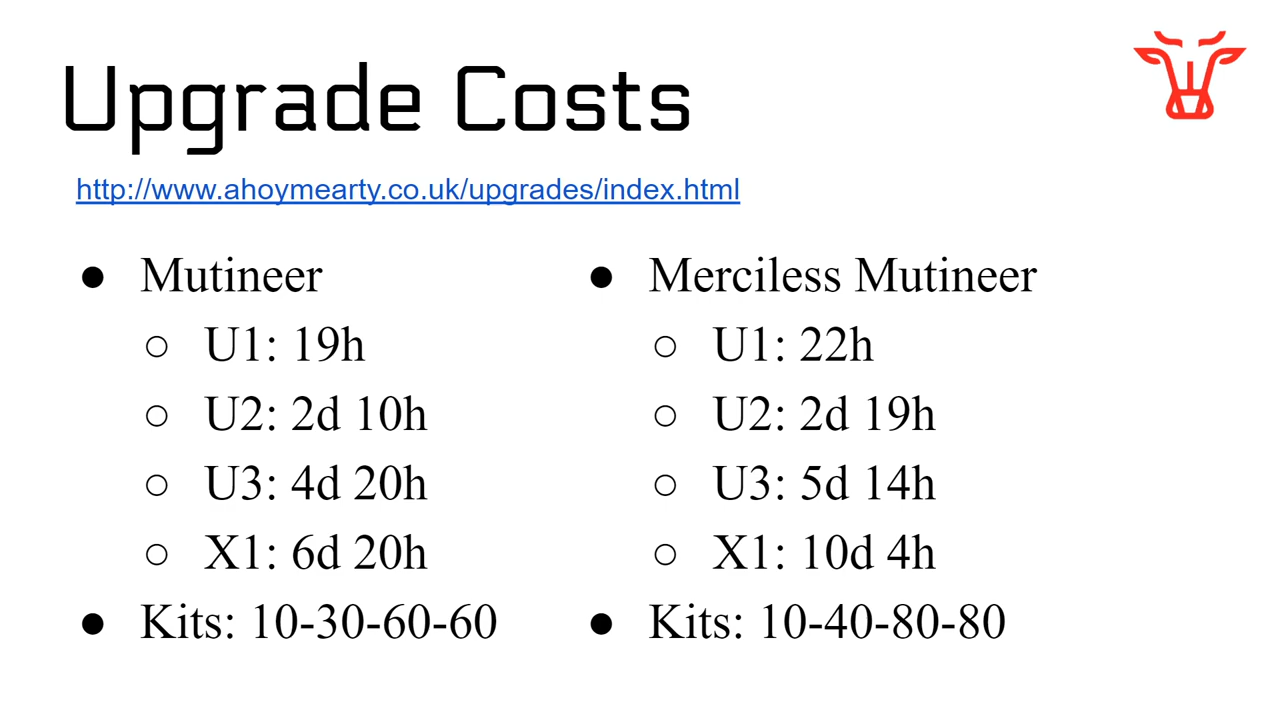 Upgrade Costs
http://www.ahoymearty.co.uk/upgrades/index.html
● Mutineer
○ U1: 19h
○ U2: 2d 10h
○ U3: 4d 20h
○ X1: 6d 20h
● Kits: 10-30-60-60
● Merciless Mutineer
○ U1: 22h
○ U2: 2d 19h
○ U3: 5d 14h
○ X1: 10d 4h
● Kits: 10-40-80-80